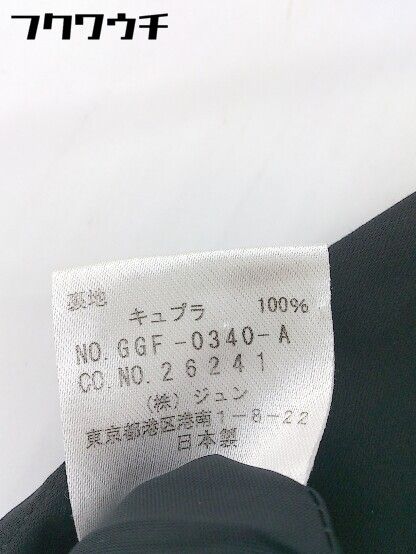 フクウウチ
裏地
キュプラ 100%
NO.GGF-0340-A
CO.NO.26241
(株)ジュン
東京都港区港南1-8-22
日本製